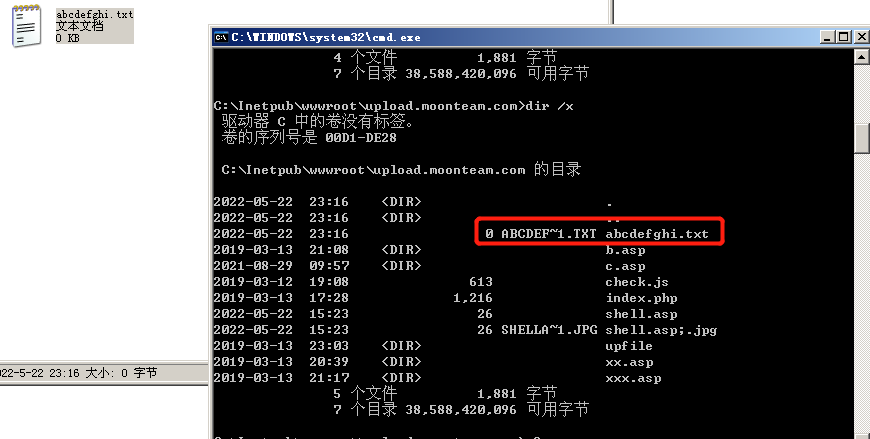 abcdefghi.txt
文本文档
0 KB
C:\WINDOWS\system32\cmd.exe
4 个文件 1,881 字节
7 个目录 38,588,420,096 可用字节
C:\Inetpub\wwwroot\upload.moonteam.com>dir /x
驱动器 C 中的卷没有标签。
卷的序列号是 00D1-DE28
C:\Inetpub\wwwroot\upload.moonteam.com 的目录
2022-05-22 23:16 <DIR> .
2022-05-22 23:16 <DIR> ..
2022-05-22 23:16 0 ABCDEF~1.TXT abcdefghi.txt
2019-03-13 21:08 <DIR> b.asp
2021-08-29 09:57 <DIR> c.asp
2019-03-12 19:08 613 check.js
2019-03-13 17:28 1,216 index.php
2022-05-22 15:23 26 shell.asp
2022-05-22 15:23 26 SHELLA~1.JPG shell.asp;.jpg
2019-03-13 23:03 <DIR> upfile
2019-03-13 20:39 <DIR> xx.asp
2019-03-13 21:17 <DIR> xxx.asp
5 个文件 1,881 字节
7 个目录 38,588,420,096 可用字节
022-5-22 23:16 大小: 0 字节